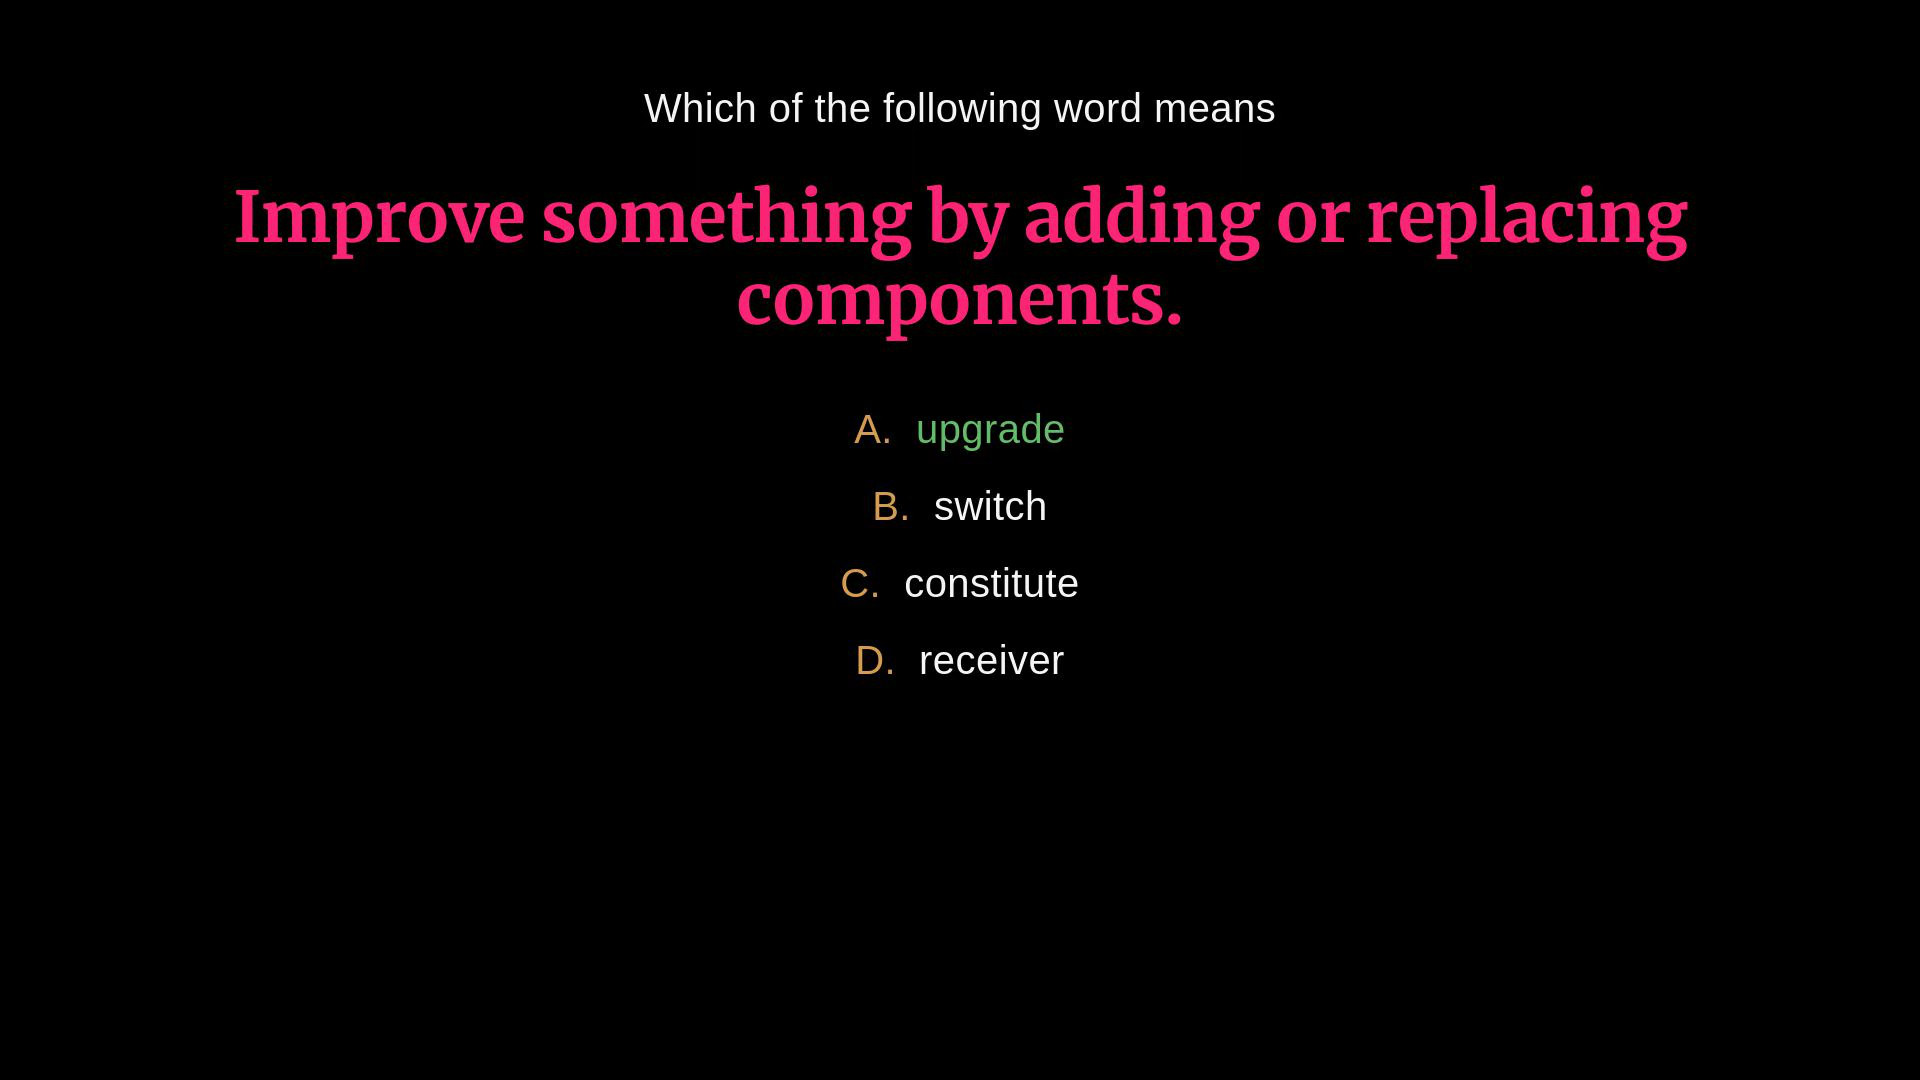 Which of the following word means
Improve something by adding or replacing
components.
A. upgrade
B. switch
C. constitute
D. receiver